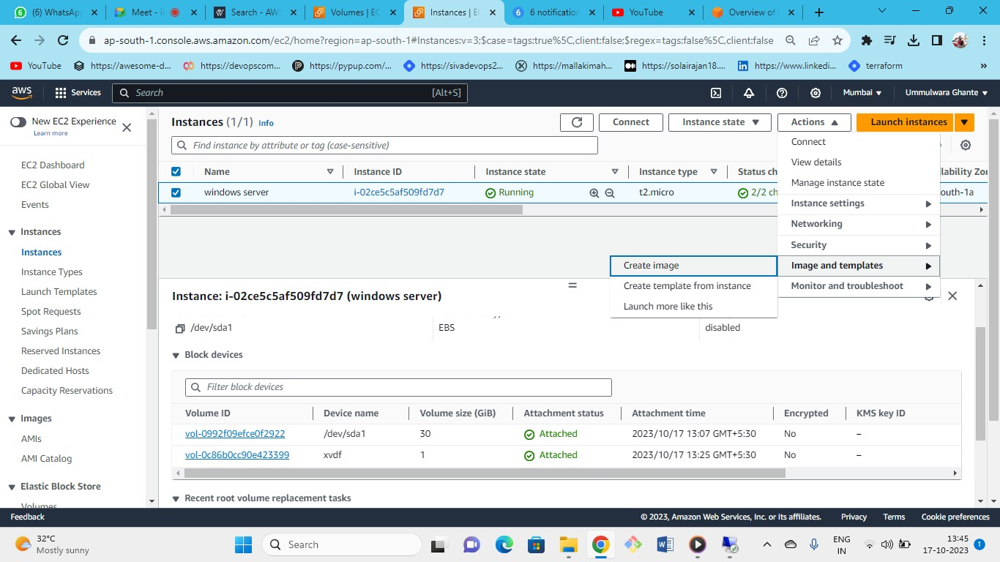 (6) WhatsApp
Meet - ii
Search - AWS
Volumes | EC
Instances | EC
6 notification
YouTube
Overview of
ap-south-1.console.aws.amazon.com/ec2/home?region=ap-south-1#Instances:v=3;$case=tags:true%5C,client:false;$regex=tags:false%5C,client:false
YouTube
https://awesome-d...
https://devopscom...
https://pypup.com/...
https://sivadevops2...
https://mallakimah...
https://solairajan18....
https://www.linkedi...
terraform
aws
Services
Search
[Alt+S]
Mumbai
Ummulwara Ghante
New EC2 Experience
Learn more
EC2 Dashboard
EC2 Global View
Events
Instances
Instances
Instance Types
Launch Templates
Spot Requests
Savings Plans
Reserved Instances
Dedicated Hosts
Capacity Reservations
Images
AMIs
AMI Catalog
Elastic Block Store
Volumes
Instances (1/1) Info
Connect
Instance state
Actions
Launch instances
Find instance by attribute or tag (case-sensitive)
Name
Instance ID
Instance state
Instance type
Status ch
ilability Zon
windows server
i-02ce5c5af509fd7d7
Running
t2.micro
2/2 ch
outh-1a
Connect
View details
Manage instance state
Instance settings
Networking
Security
Image and templates
Monitor and troubleshoot
Create image
Create template from instance
Launch more like this
Instance: i-02ce5c5af509fd7d7 (windows server)
/dev/sda1
EBS
disabled
Block devices
Filter block devices
Volume ID
Device name
Volume size (GiB)
Attachment status
Attachment time
Encrypted
KMS key ID
vol-0992f09efce0f2922
/dev/sda1
30
Attached
2023/10/17 13:07 GMT+5:30
No
–
vol-0c86b0cc90e423399
xvdf
1
Attached
2023/10/17 13:25 GMT+5:30
No
–
Recent root volume replacement tasks
Feedback
© 2023, Amazon Web Services, Inc. or its affiliates.
Privacy
Terms
Cookie preferences
32°C
Mostly sunny
Search
ENG
IN
13:45
17-10-2023
1